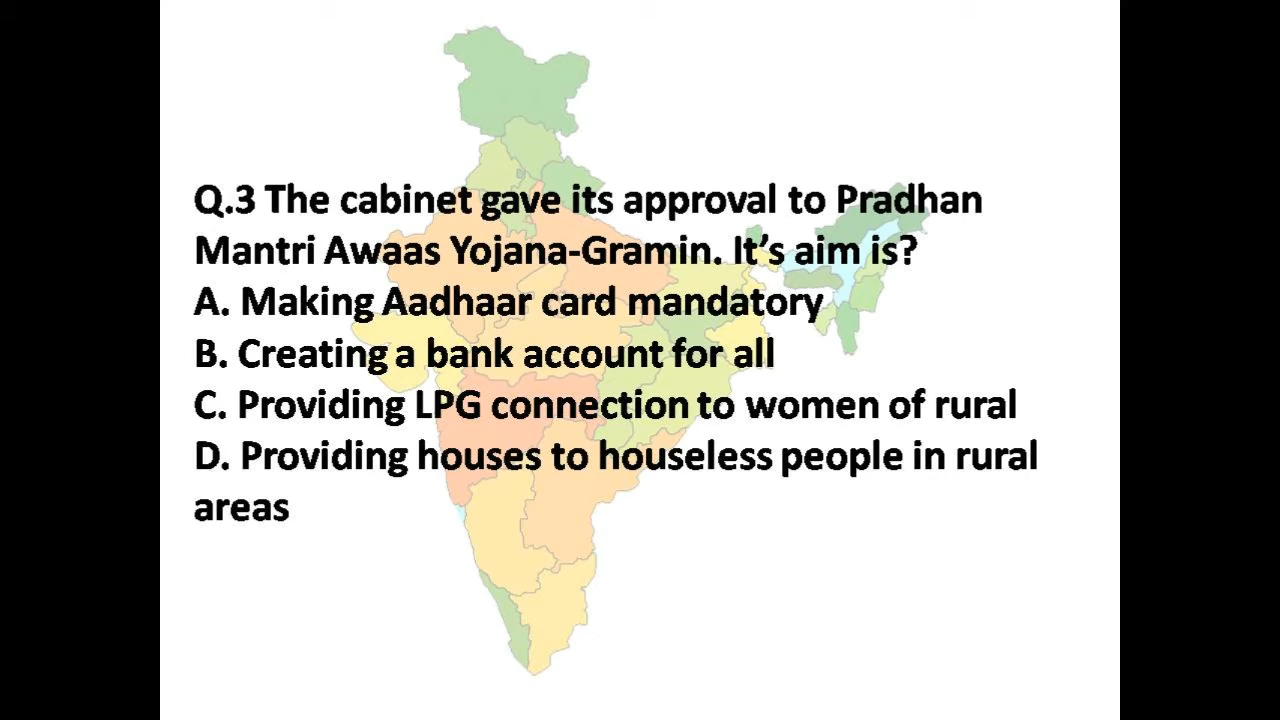 Q.3 The cabinet gave its approval to Pradhan
Mantri Awaas Yojana-Gramin. It’s aim is?
A. Making Aadhaar card mandatory
B. Creating a bank account for all
C. Providing LPG connection to women of rural
D. Providing houses to houseless people in rural
areas